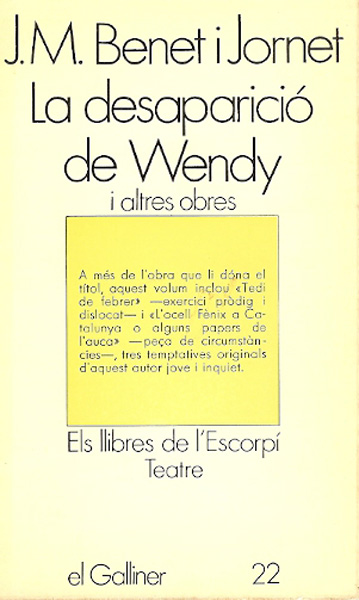 J.M. Benet i Jornet
La desaparició
de Wendy
i altres obres
A més de l'obra que li dóna el
títol, aquest volum inclou «Tedi
de febrer» —exercici pròdig i
dislocat— i «L'ocell Fènix a Ca-
talunya o alguns papers de
l'auca» —peça de circumstàn-
cies—, tres temptatives originals
d'aquest autor jove i inquiet.
Els llibres de l'Escorpí
Teatre
el Galliner 22